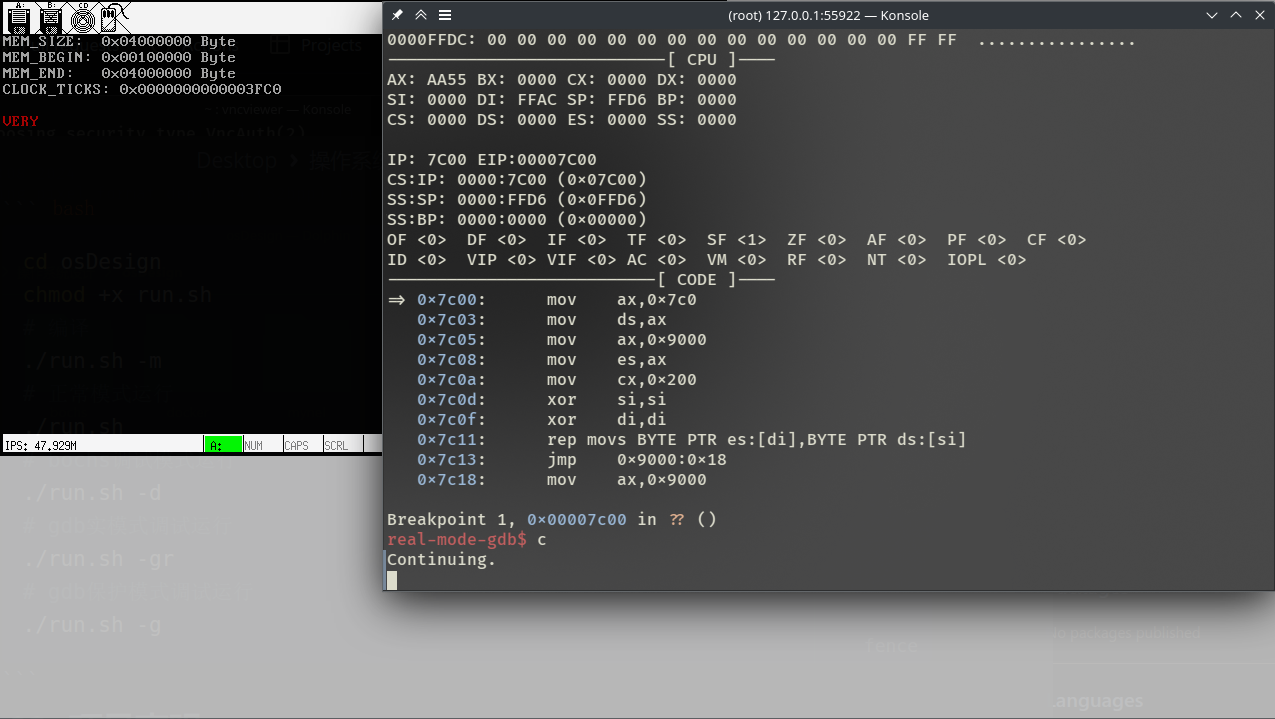 A: B: CD
MEM_SIZE: 0x04000000 Byte
MEM_BEGIN: 0x00100000 Byte
MEM_END: 0x04000000 Byte
CLOCK_TICKS: 0x0000000000003FC0
VERY
Projects
vncviewer — Konsole
security type VncAuth(2)
Desktop
cd osDesign
chmod +x run.sh
./run.sh -m
./run.sh
IPS: 47.929M A: NUM CAPS SCRL
./run.sh -d
./run.sh -gr
./run.sh -g
(root) 127.0.0.1:55922 — Konsole
0000FFDC: 00 00 00 00 00 00 00 00 00 00 00 00 00 00 FF FF ................
[ CPU ]
AX: AA55 BX: 0000 CX: 0000 DX: 0000
SI: 0000 DI: FFAC SP: FFD6 BP: 0000
CS: 0000 DS: 0000 ES: 0000 SS: 0000
IP: 7C00 EIP:00007C00
CS:IP: 0000:7C00 (0x07C00)
SS:SP: 0000:FFD6 (0x0FFD6)
SS:BP: 0000:0000 (0x00000)
OF <0> DF <0> IF <0> TF <0> SF <1> ZF <0> AF <0> PF <0> CF <0>
ID <0> VIP <0> VIF <0> AC <0> VM <0> RF <0> NT <0> IOPL <0>
[ CODE ]
=> 0x7c00: mov ax,0x7c0
0x7c03: mov ds,ax
0x7c05: mov ax,0x9000
0x7c08: mov es,ax
0x7c0a: mov cx,0x200
0x7c0d: xor si,si
0x7c0f: xor di,di
0x7c11: rep movs BYTE PTR es:[di],BYTE PTR ds:[si]
0x7c13: jmp 0x9000:0x18
0x7c18: mov ax,0x9000
Breakpoint 1, 0x00007c00 in ?? ()
real-mode-gdb$ c
Continuing.
packages published
Languages